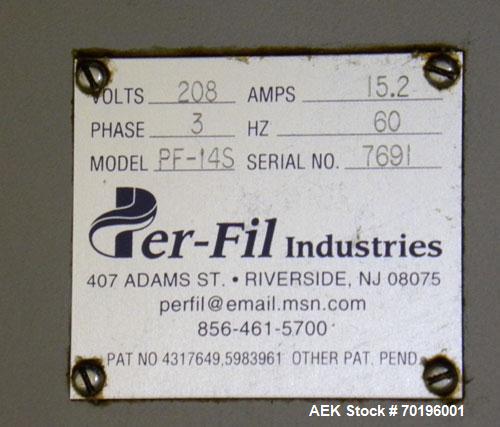 VOLTS 208 AMPS 15.2
PHASE 3 HZ 60
MODEL PF-14S SERIAL NO. 7691
Per-Fil Industries
407 ADAMS ST. • RIVERSIDE, NJ 08075
perfil@email.msn.com
856-461-5700
PAT NO 4317649,5983961 OTHER PAT. PEND.
AEK Stock # 70196001